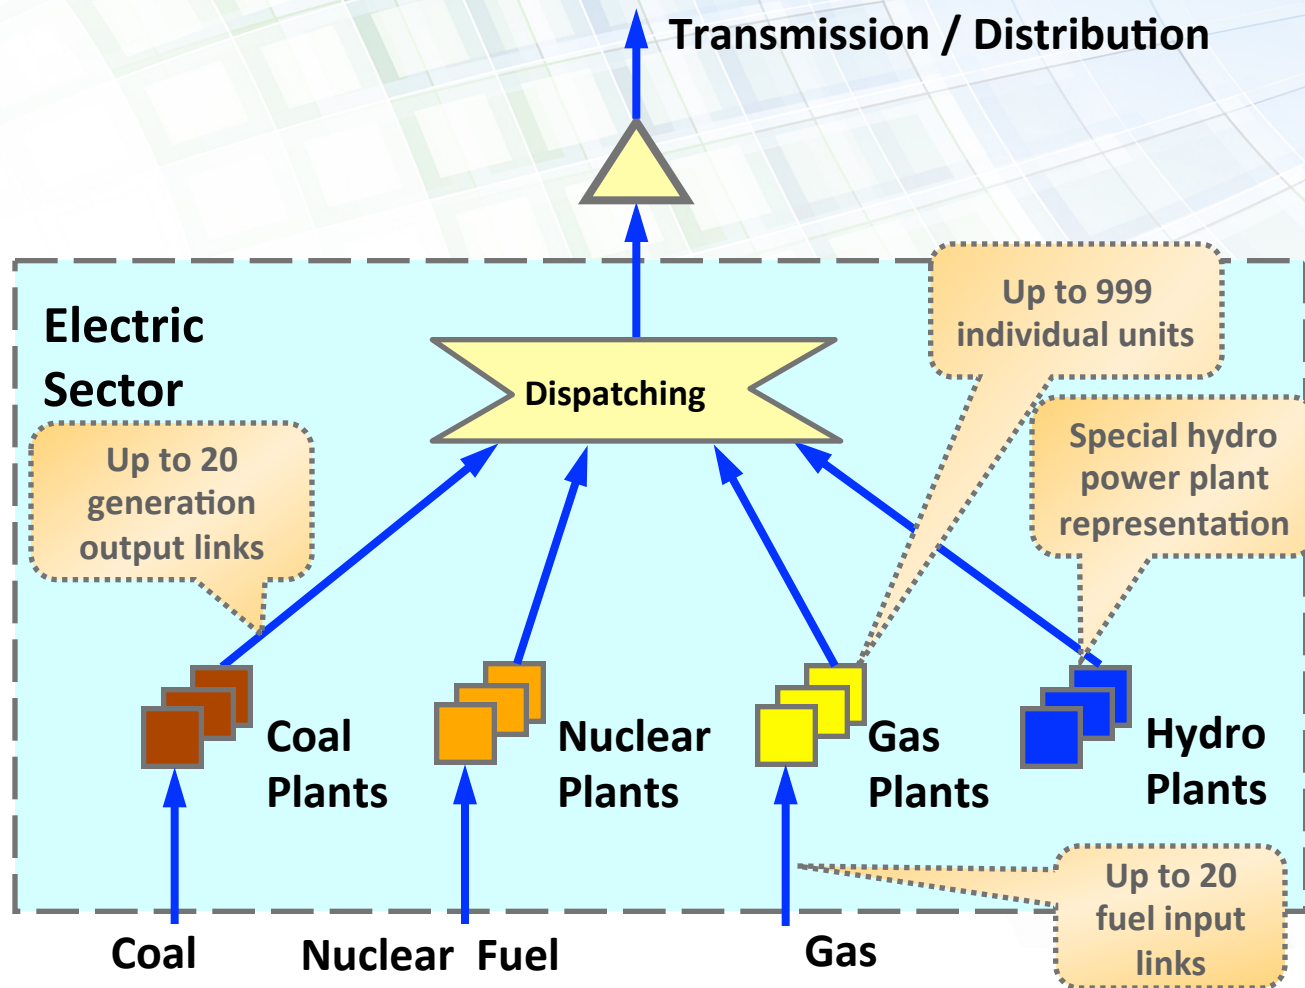 Transmission / Distribution
Electric
Sector
Up to 999
individual units
Dispatching
Up to 20
generation
output links
Special hydro
power plant
representation
Coal
Plants
Nuclear
Plants
Gas
Plants
Hydro
Plants
Up to 20
fuel input
links
Coal
Nuclear Fuel
Gas